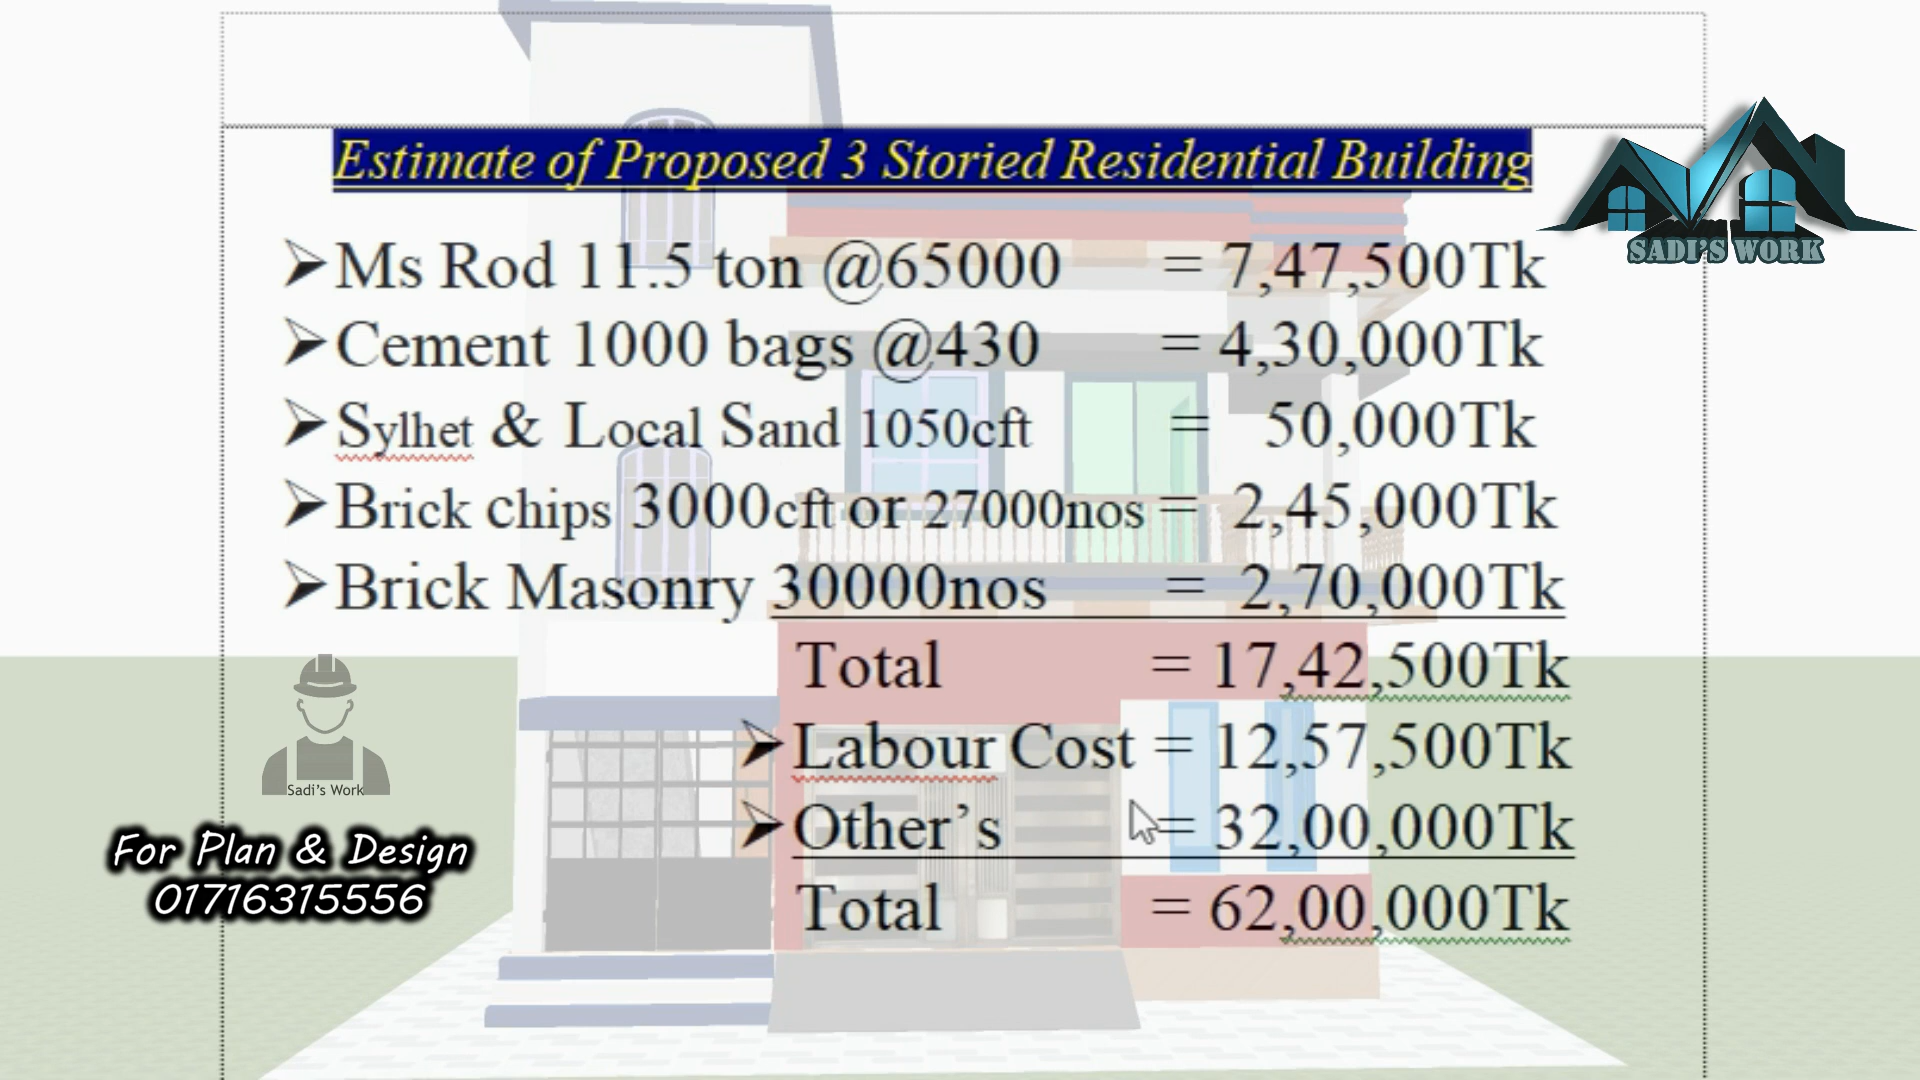 Estimate of Proposed 3 Storied Residential Building
SADI'S WORK
➢Ms Rod 11.5 ton @65000 = 7,47,500Tk
➢Cement 1000 bags @430 = 4,30,000Tk
➢Sylhet & Local Sand 1050cft = 50,000Tk
➢Brick chips 3000cft or 27000nos = 2,45,000Tk
➢Brick Masonry 30000nos = 2,70,000Tk
Total = 17,42,500Tk
➢Labour Cost = 12,57,500Tk
➢Other's = 32,00,000Tk
Total = 62,00,000Tk
Sadi's Work
For Plan & Design
01716315556